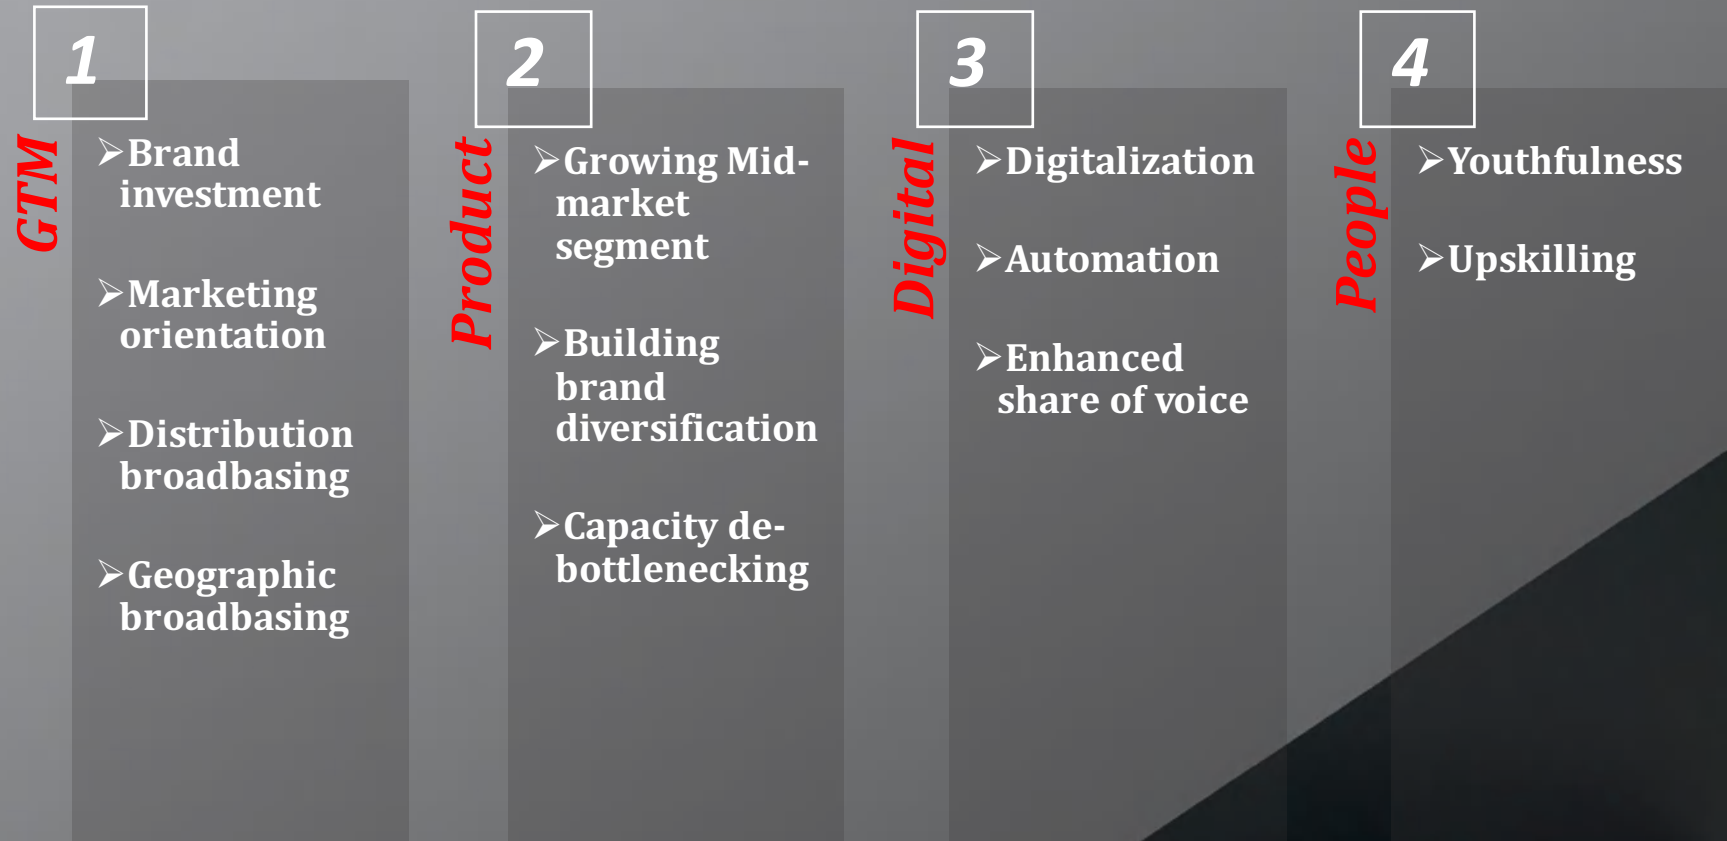 1
GTM
➢Brand
investment
➢Marketing
orientation
➢Distribution
broadbasing
➢Geographic
broadbasing
2
Product
➢Growing Mid-
market
segment
➢Building
brand
diversification
➢Capacity de-
bottlenecking
3
Digital
➢Digitalization
➢Automation
➢Enhanced
share of voice
4
People
➢Youthfulness
➢Upskilling